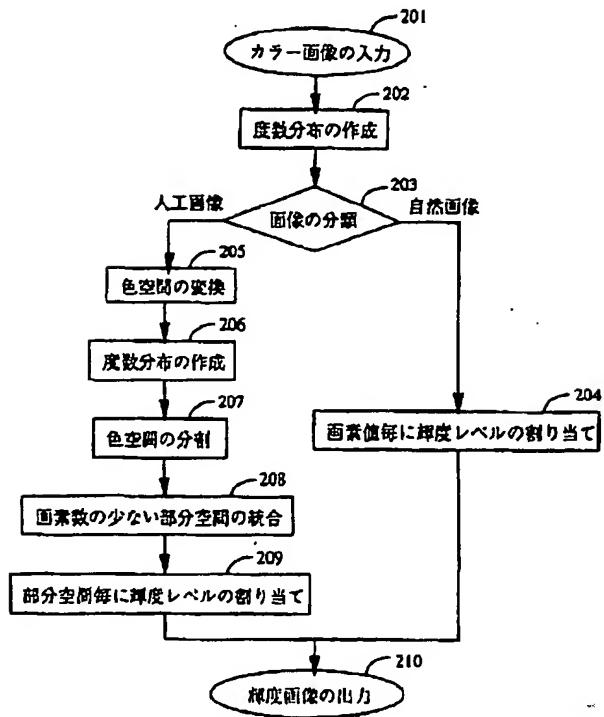 201
カラー画像の入力
202
度数分布の作成
203
人工画像
画像の分類
自然画像
205
色空間の変換
206
度数分布の作成
204
207
画素値毎に輝度レベルの割り当て
色空間の分割
208
画素数の少ない部分空間の統合
209
部分空間毎に輝度レベルの割り当て
210
輝度画像の出力